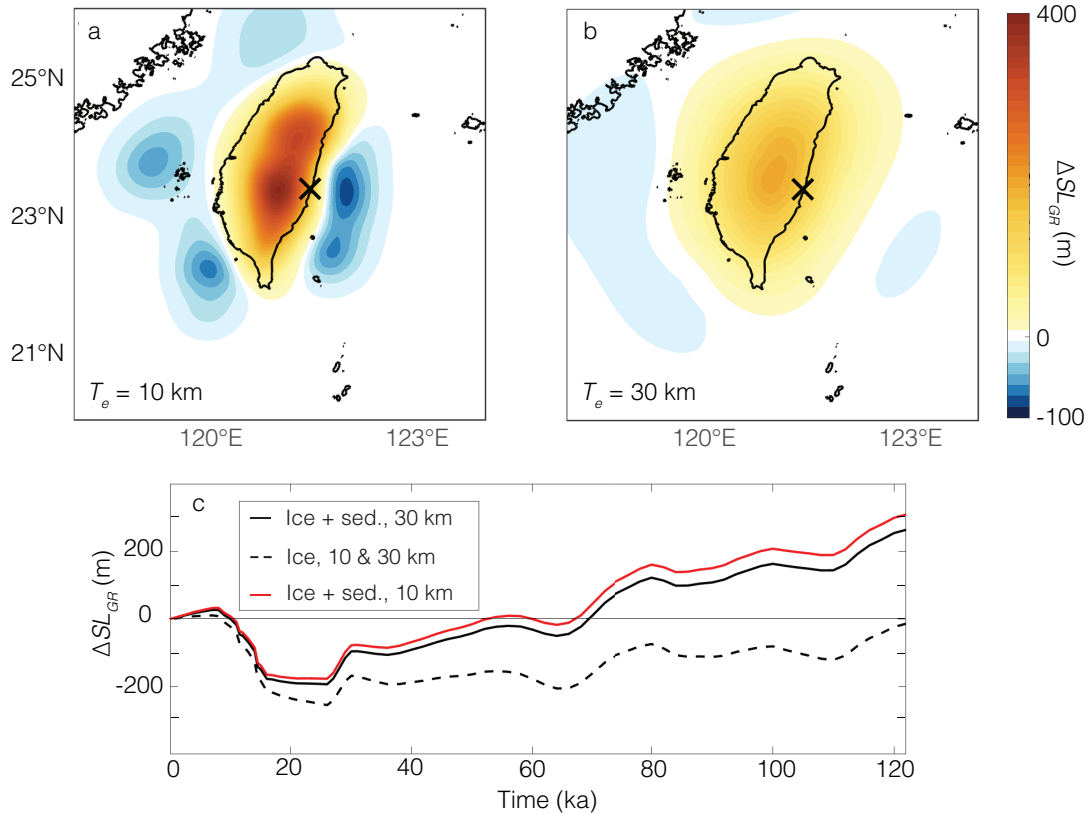 a
b
400
25°N
23°N
21°N
ΔSL_GR (m)
0
-100
T_e = 10 km
T_e = 30 km
120°E
123°E
120°E
123°E
c
Ice + sed., 30 km
Ice, 10 & 30 km
Ice + sed., 10 km
ΔSL_GR (m)
200
0
-200
0
20
40
60
80
100
120
Time (ka)